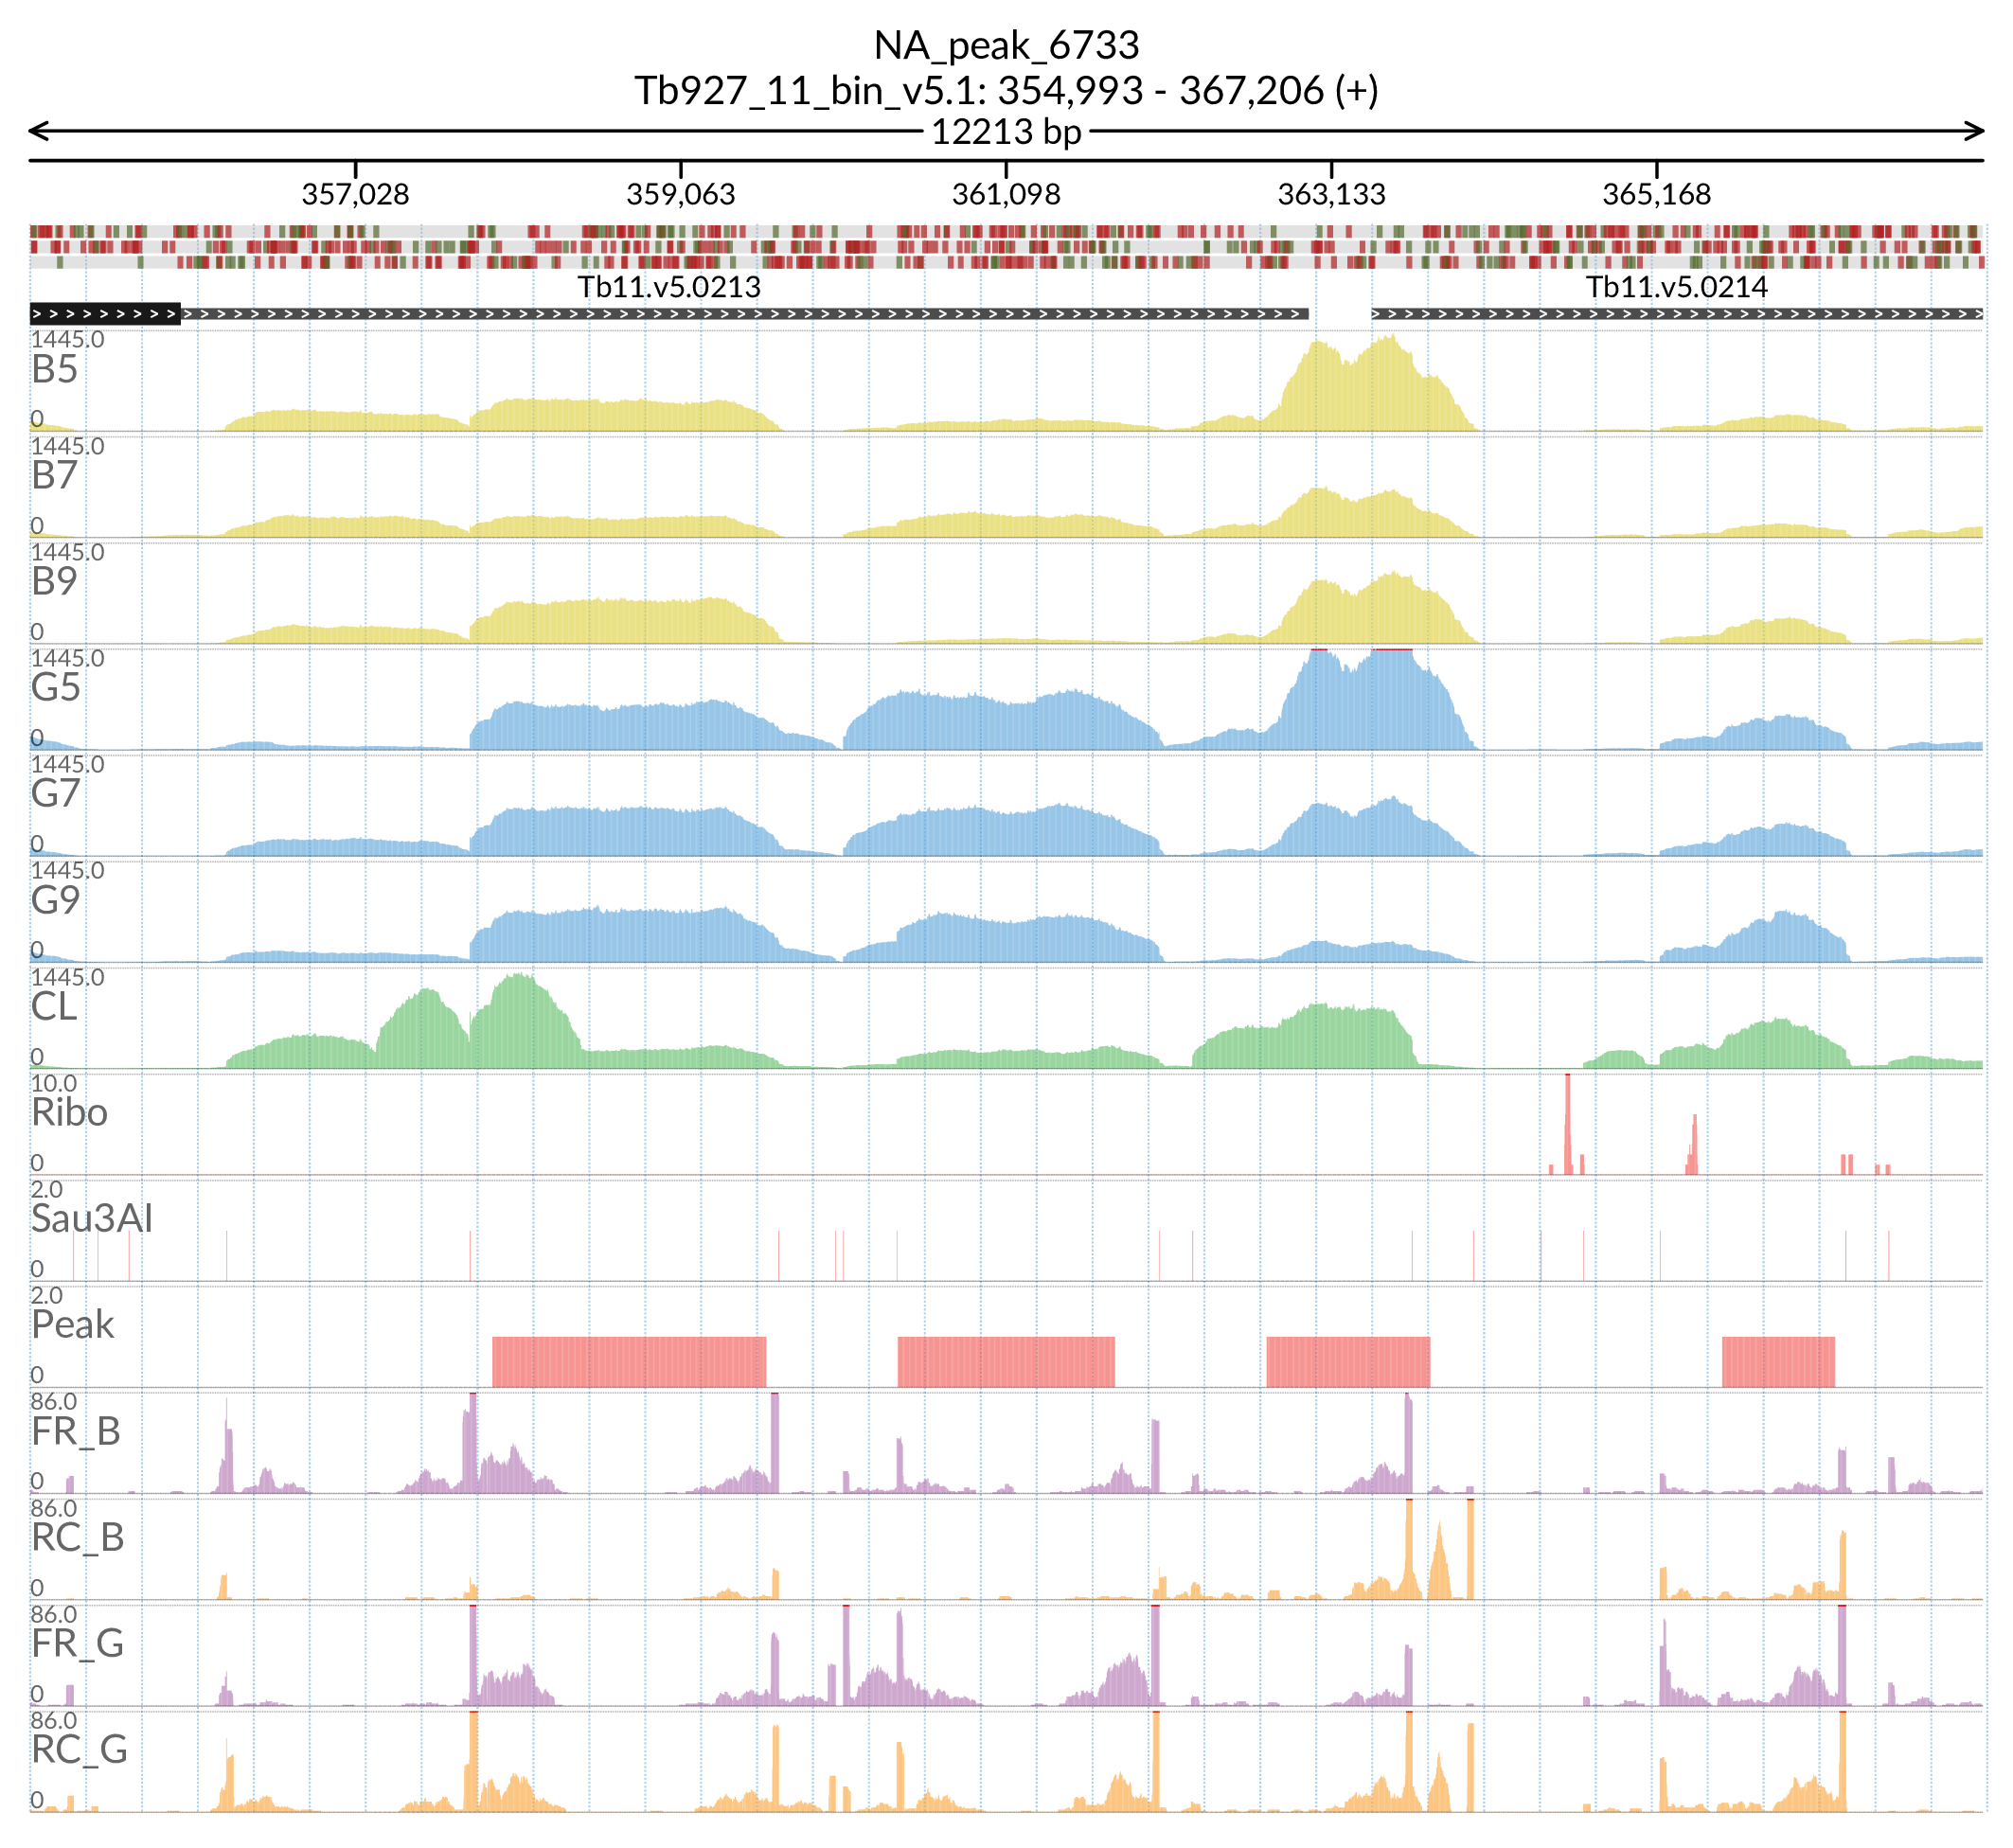 NA_peak_6733
Tb927_11_bin_v5.1: 354,993 - 367,206 (+)
12213 bp
357,028 359,063 361,098 363,133 365,168
Tb11.v5.0213 Tb11.v5.0214
1445.0
B5
0
1445.0
B7
0
1445.0
B9
0
1445.0
G5
0
1445.0
G7
0
1445.0
G9
0
1445.0
CL
0
10.0
Ribo
0
2.0
Sau3AI
0
2.0
Peak
0
86.0
FR_B
0
86.0
RC_B
0
86.0
FR_G
0
86.0
RC_G
0